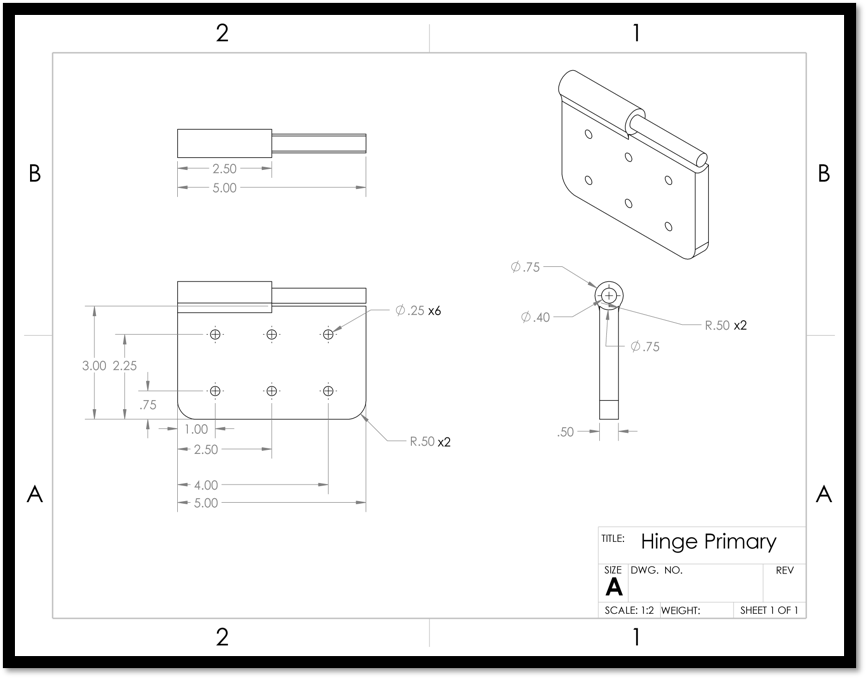 2 1
B B
2.50
5.00
∅.75
∅.25 x6
∅.40
R.50 x2
∅.75
3.00 2.25
.75
1.00
.50
R.50 x2
2.50
4.00
5.00
A A
TITLE: Hinge Primary
SIZE DWG. NO. REV
A
SCALE: 1:2 WEIGHT: SHEET 1 OF 1
2 1